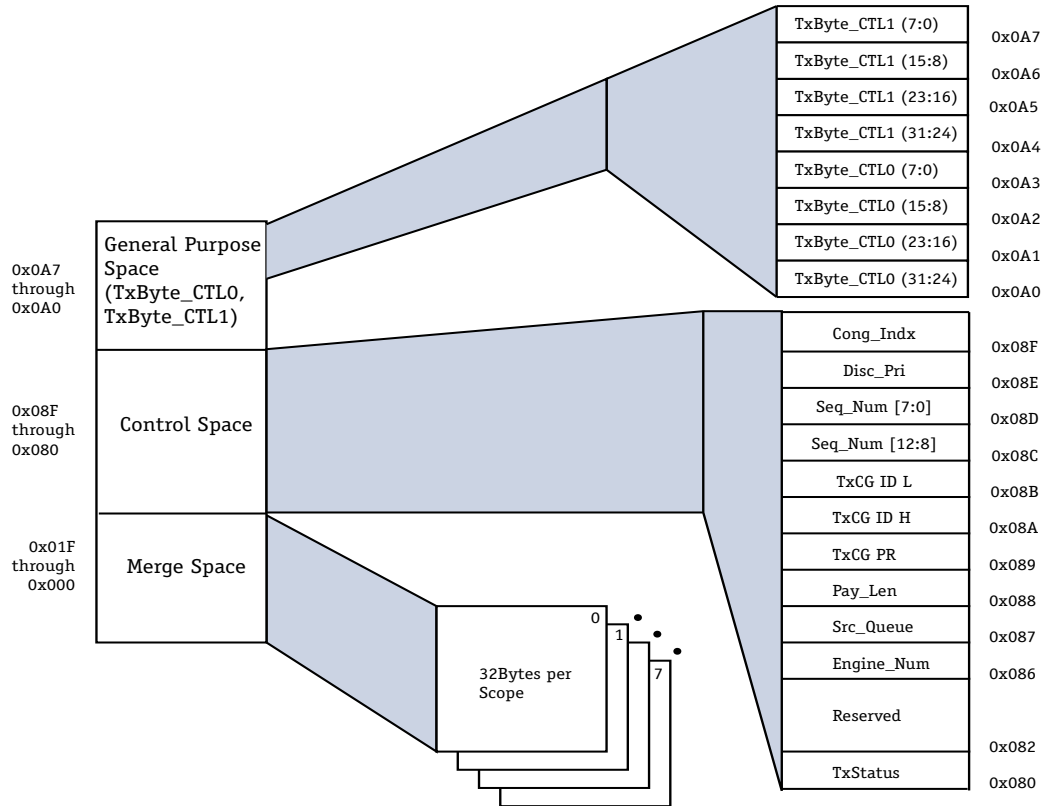 TxByte_CTL1 (7:0)
0x0A7
TxByte_CTL1 (15:8)
0x0A6
TxByte_CTL1 (23:16)
0x0A5
TxByte_CTL1 (31:24)
0x0A4
TxByte_CTL0 (7:0)
0x0A3
TxByte_CTL0 (15:8)
0x0A2
TxByte_CTL0 (23:16)
0x0A1
TxByte_CTL0 (31:24)
0x0A0
0x0A7
through
0x0A0
General Purpose
Space
(TxByte_CTL0,
TxByte_CTL1)
0x08F
through
0x080
Control Space
0x01F
through
0x000
Merge Space
Cong_Indx
0x08F
Disc_Pri
0x08E
Seq_Num [7:0]
0x08D
Seq_Num [12:8]
0x08C
TxCG ID L
0x08B
TxCG ID H
0x08A
TxCG PR
0x089
Pay_Len
0x088
Src_Queue
0x087
Engine_Num
0x086
Reserved
0x082
TxStatus
0x080
0
1
7
32Bytes per
Scope